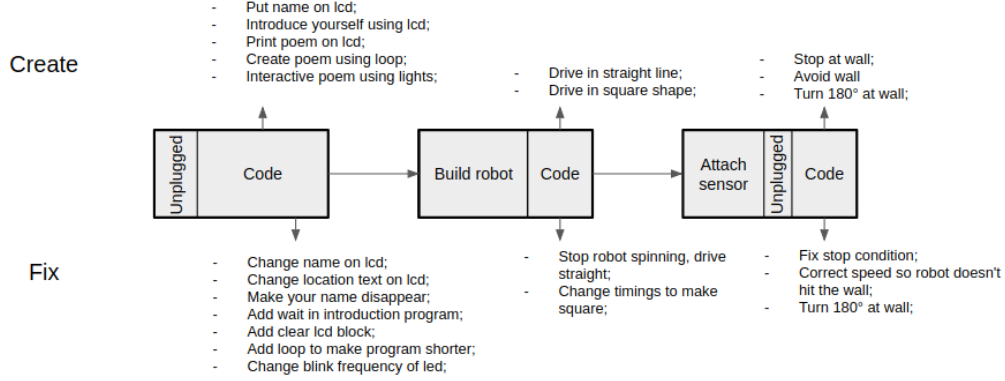 Create
- Put name on lcd;
- Introduce yourself using lcd;
- Print poem on lcd;
- Create poem using loop;
- Interactive poem using lights;
- Drive in straight line;
- Drive in square shape;
- Stop at wall;
- Avoid wall
- Turn 180° at wall;
Unplugged
Code
Build robot
Code
Attach
sensor
Unplugged
Code
Fix
- Change name on lcd;
- Change location text on lcd;
- Make your name disappear;
- Add wait in introduction program;
- Add clear lcd block;
- Add loop to make program shorter;
- Change blink frequency of led;
- Stop robot spinning, drive
straight;
- Change timings to make
square;
- Fix stop condition;
- Correct speed so robot doesn't
hit the wall;
- Turn 180° at wall;